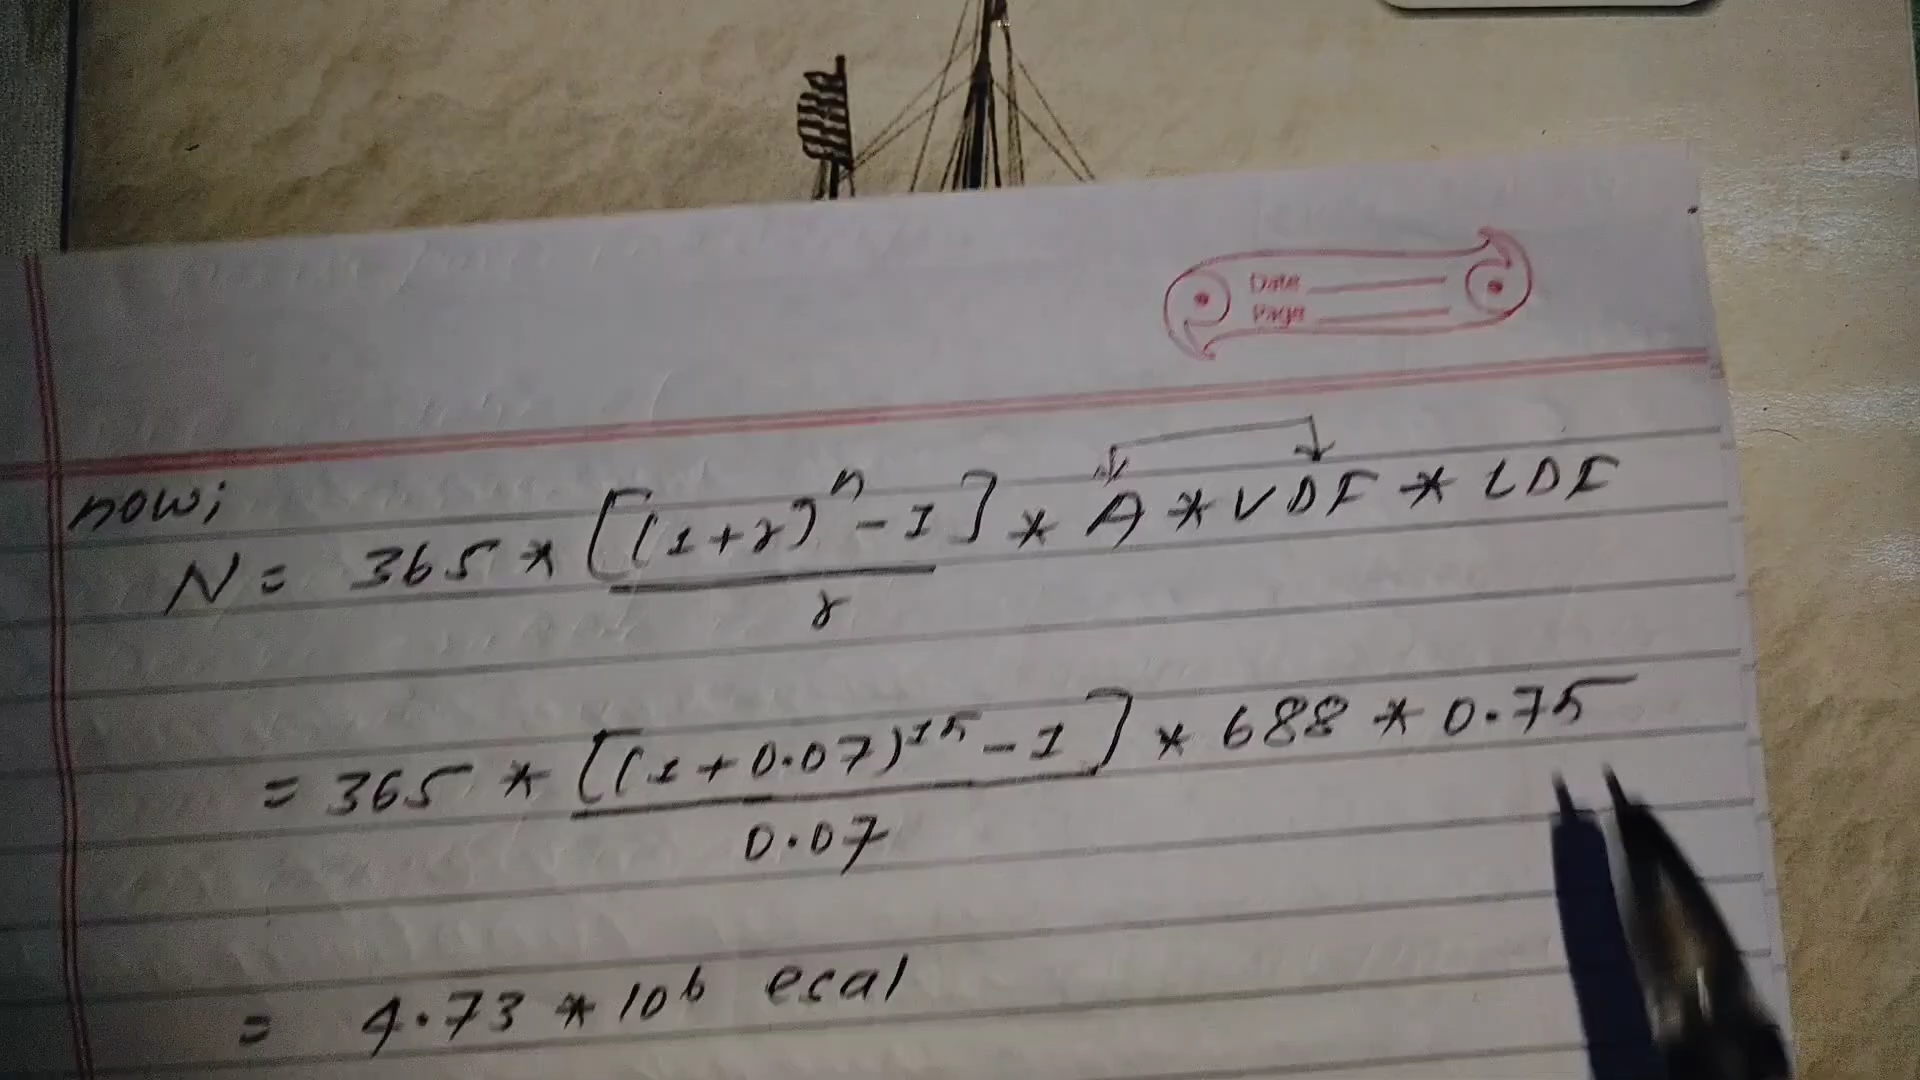 Date
Page
now;
N = 365 * [(1+r)^n - 1] / r * A * VDF * LDF
= 365 * [(1+0.07)^15 - 1] / 0.07 * 688 * 0.75
= 4.73 * 10^6 esal